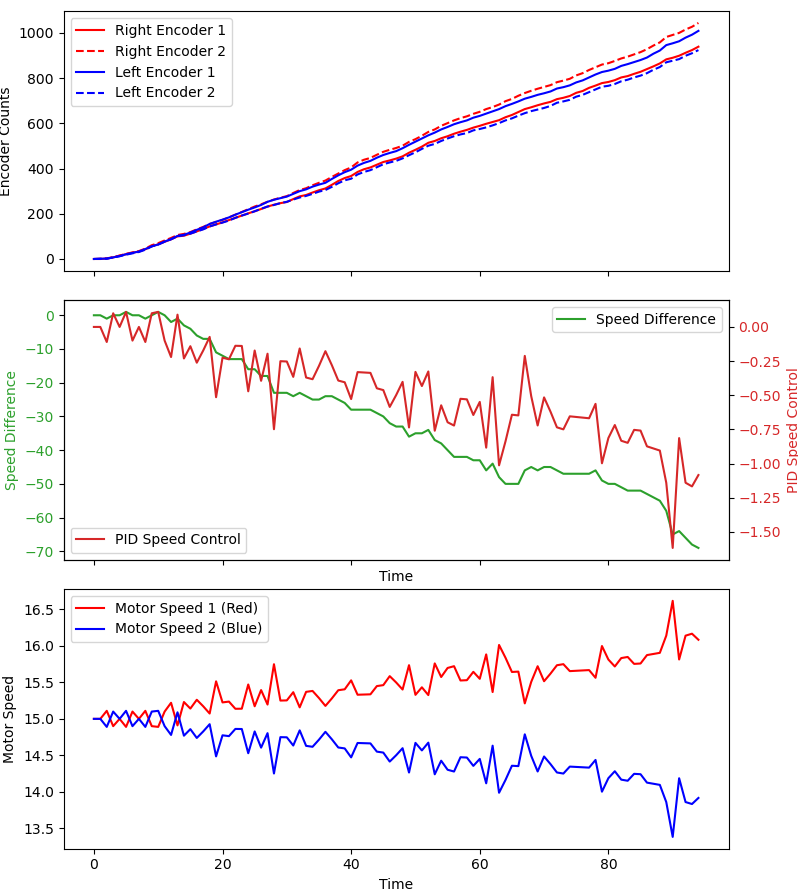 1000
800
600
400
200
0
Encoder Counts
Right Encoder 1
Right Encoder 2
Left Encoder 1
Left Encoder 2
0
−10
−20
−30
−40
−50
−60
−70
Speed Difference
Speed Difference
PID Speed Control
0.00
−0.25
−0.50
−0.75
−1.00
−1.25
−1.50
PID Speed Control
Time
16.5
16.0
15.5
15.0
14.5
14.0
13.5
Motor Speed
Motor Speed 1 (Red)
Motor Speed 2 (Blue)
0
20
40
60
80
Time